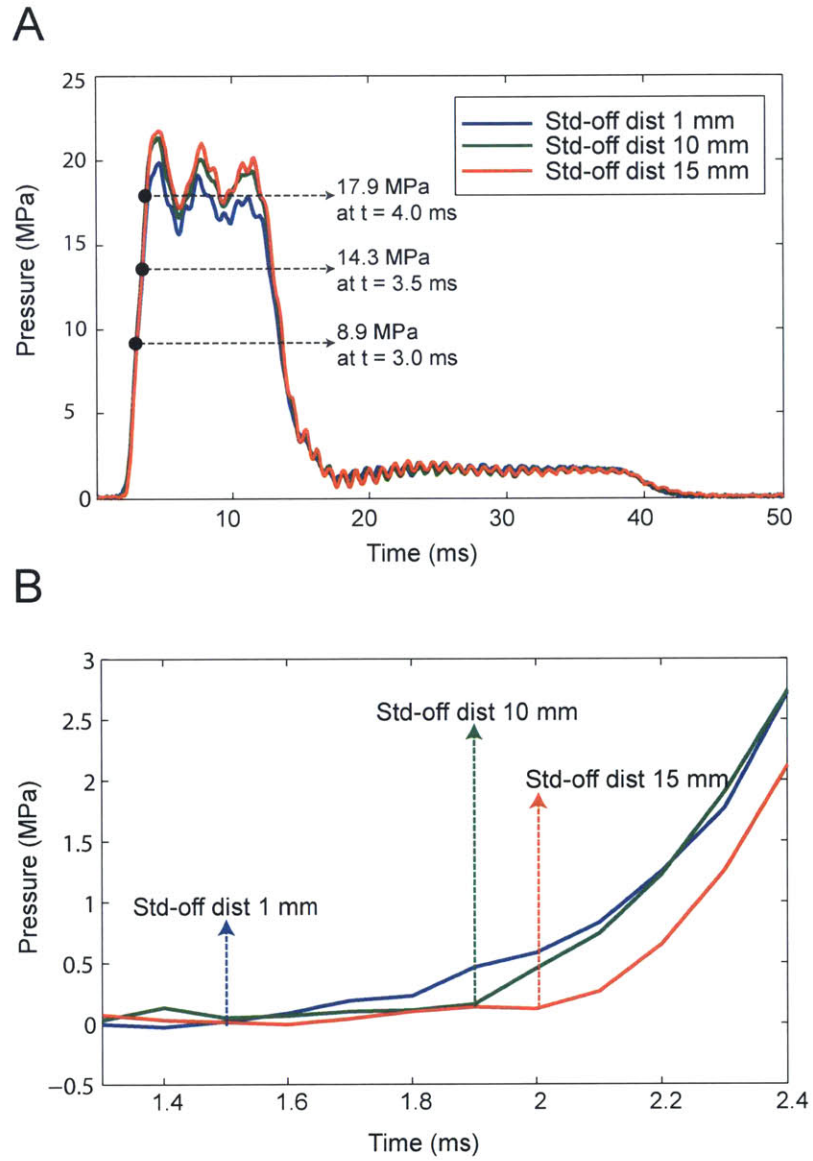 A
25
20
15
10
5
0
Pressure (MPa)
Std-off dist 1 mm
Std-off dist 10 mm
Std-off dist 15 mm
17.9 MPa
at t = 4.0 ms
14.3 MPa
at t = 3.5 ms
8.9 MPa
at t = 3.0 ms
10
20
30
40
50
Time (ms)
B
3
2.5
2
1.5
1
0.5
0
−0.5
Pressure (MPa)
Std-off dist 10 mm
Std-off dist 15 mm
Std-off dist 1 mm
1.4
1.6
1.8
2
2.2
2.4
Time (ms)